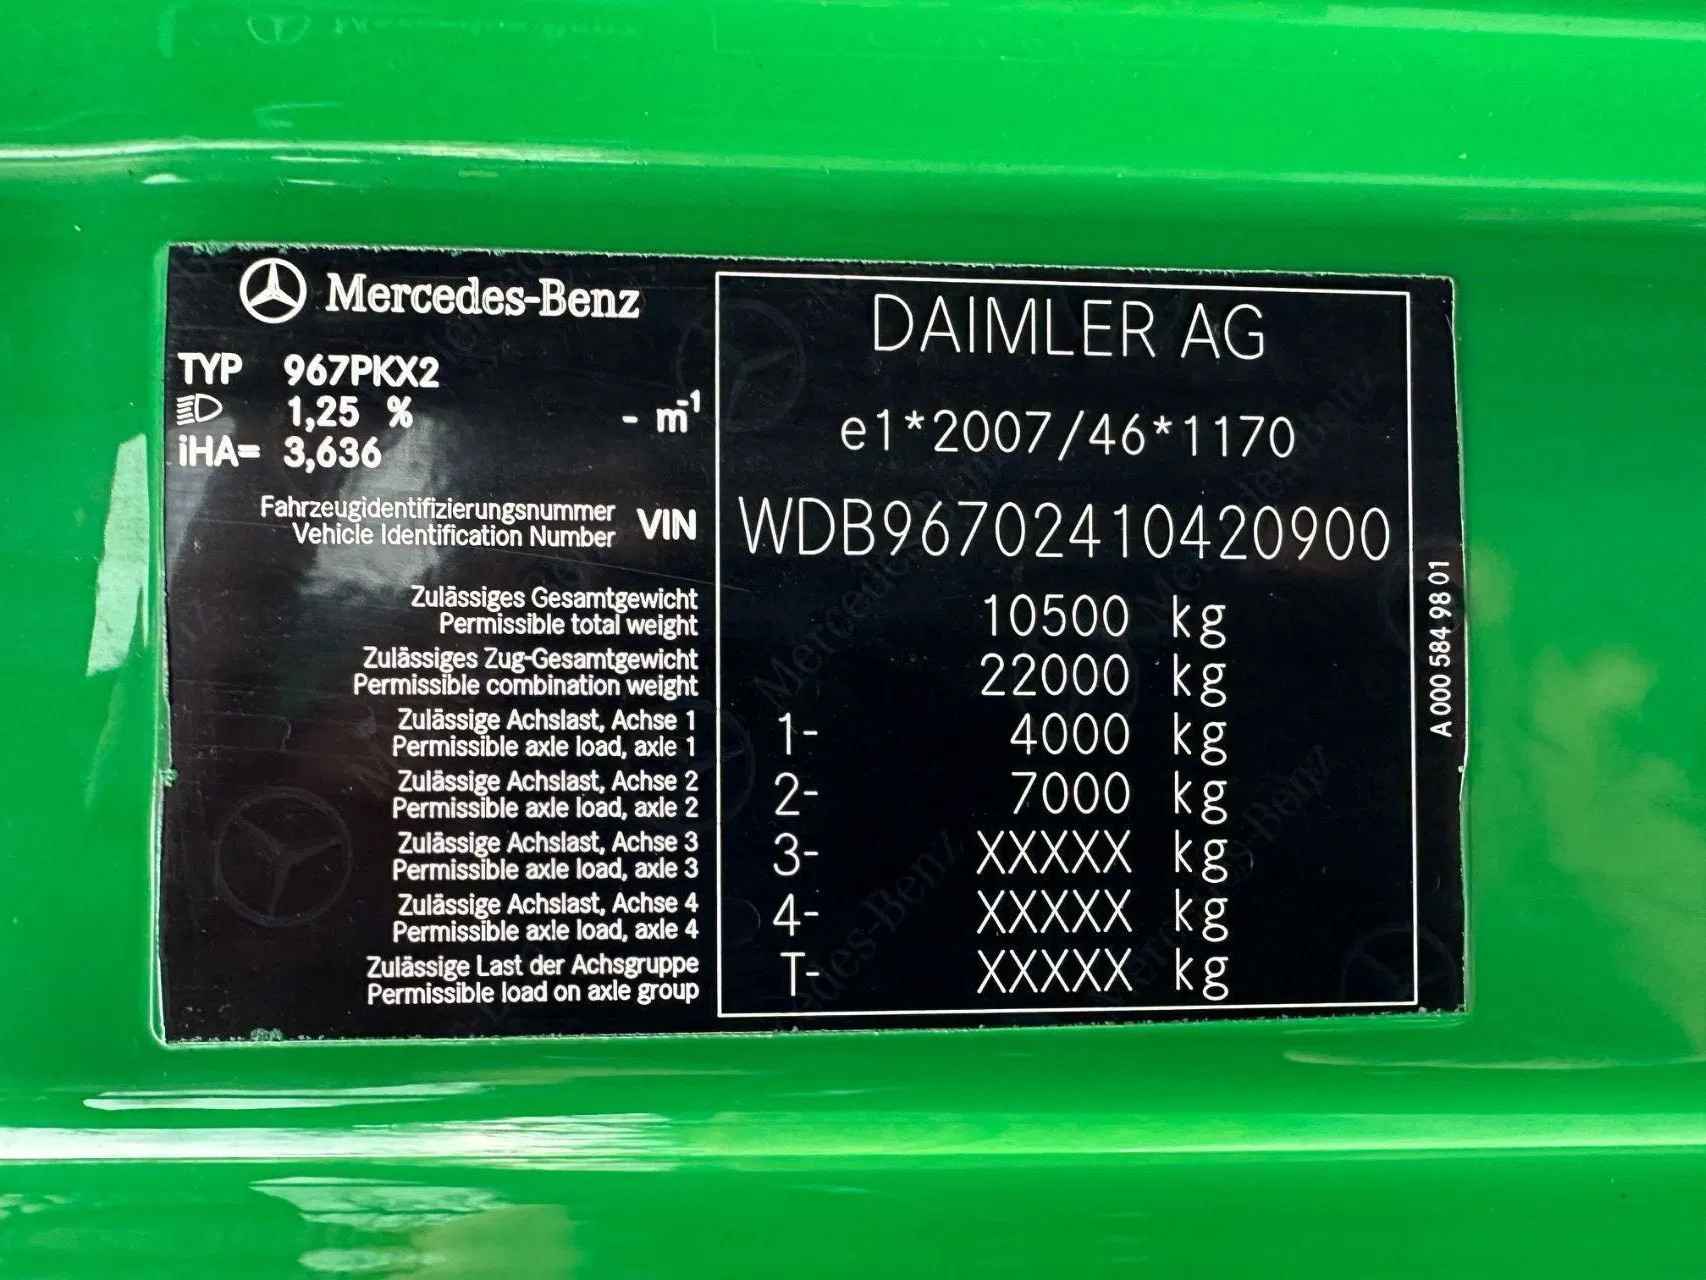 Mercedes-Benz
TYP 967PKX2
1,25 % - m-1
iHA= 3,636
DAIMLER AG
e1*2007/46*1170
Fahrzeugidentifizierungsnummer
Vehicle Identification Number
VIN WDB96702410420900
Zulässiges Gesamtgewicht
Permissible total weight
10500 kg
Zulässiges Zug-Gesamtgewicht
Permissible combination weight
22000 kg
Zulässige Achslast, Achse 1
Permissible axle load, axle 1
1- 4000 kg
Zulässige Achslast, Achse 2
Permissible axle load, axle 2
2- 7000 kg
Zulässige Achslast, Achse 3
Permissible axle load, axle 3
3- XXXXX kg
Zulässige Achslast, Achse 4
Permissible axle load, axle 4
4- XXXXX kg
Zulässige Last der Achsgruppe
Permissible load on axle group
T- XXXXX kg
A 000 584 98 01